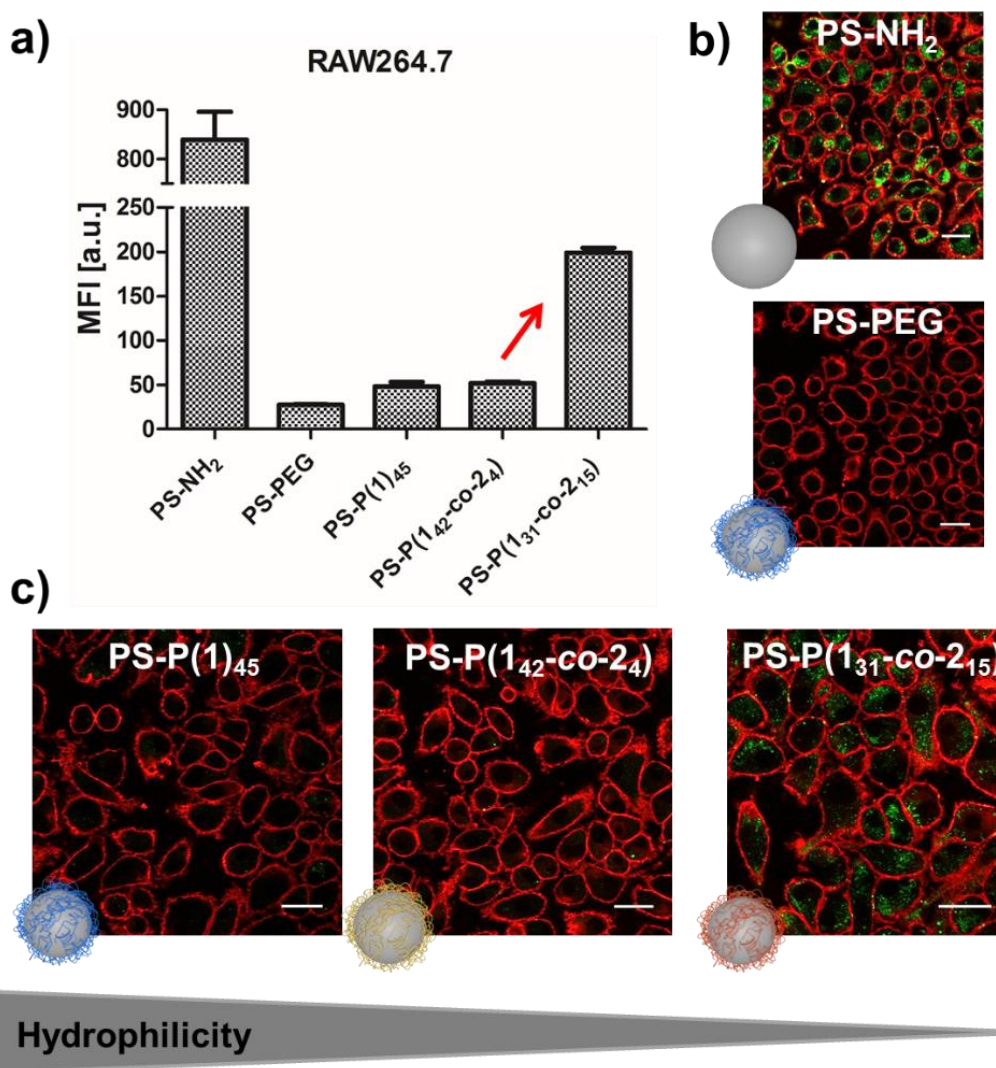 a)
RAW264.7
900
800
250
200
150
100
50
0
MFI [a.u.]
PS-NH₂
PS-PEG
PS-P(1)₄₅
PS-P(1₄₂-co-2₄)
PS-P(1₃₁-co-2₁₅)
b)
PS-NH₂
PS-PEG
c)
PS-P(1)₄₅
PS-P(1₄₂-co-2₄)
PS-P(1₃₁-co-2₁₅)
Hydrophilicity